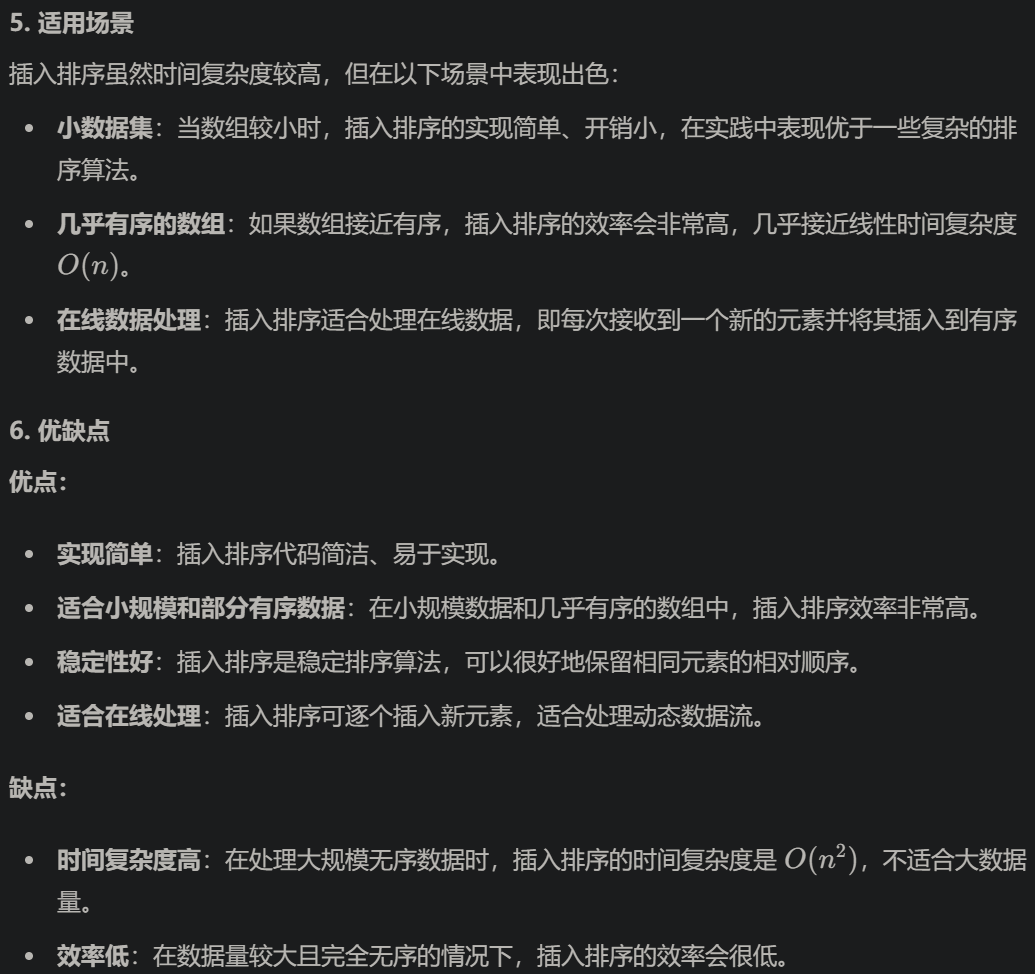 5. 适用场景
插入排序虽然时间复杂度较高，但在以下场景中表现出色：
• 小数据集：当数组较小时，插入排序的实现简单、开销小，在实践中表现优于一些复杂的排
序算法。
• 几乎有序的数组：如果数组接近有序，插入排序的效率会非常高，几乎接近线性时间复杂度
O(n)。
• 在线数据处理：插入排序适合处理在线数据，即每次接收到一个新的元素并将其插入到有序
数据中。
6. 优缺点
优点：
• 实现简单：插入排序代码简洁、易于实现。
• 适合小规模和部分有序数据：在小规模数据和几乎有序的数组中，插入排序效率非常高。
• 稳定性好：插入排序是稳定排序算法，可以很好地保留相同元素的相对顺序。
• 适合在线处理：插入排序可逐个插入新元素，适合处理动态数据流。
缺点：
• 时间复杂度高：在处理大规模无序数据时，插入排序的时间复杂度是 O(n²)，不适合大数据
量。
• 效率低：在数据量较大且完全无序的情况下，插入排序的效率会很低。